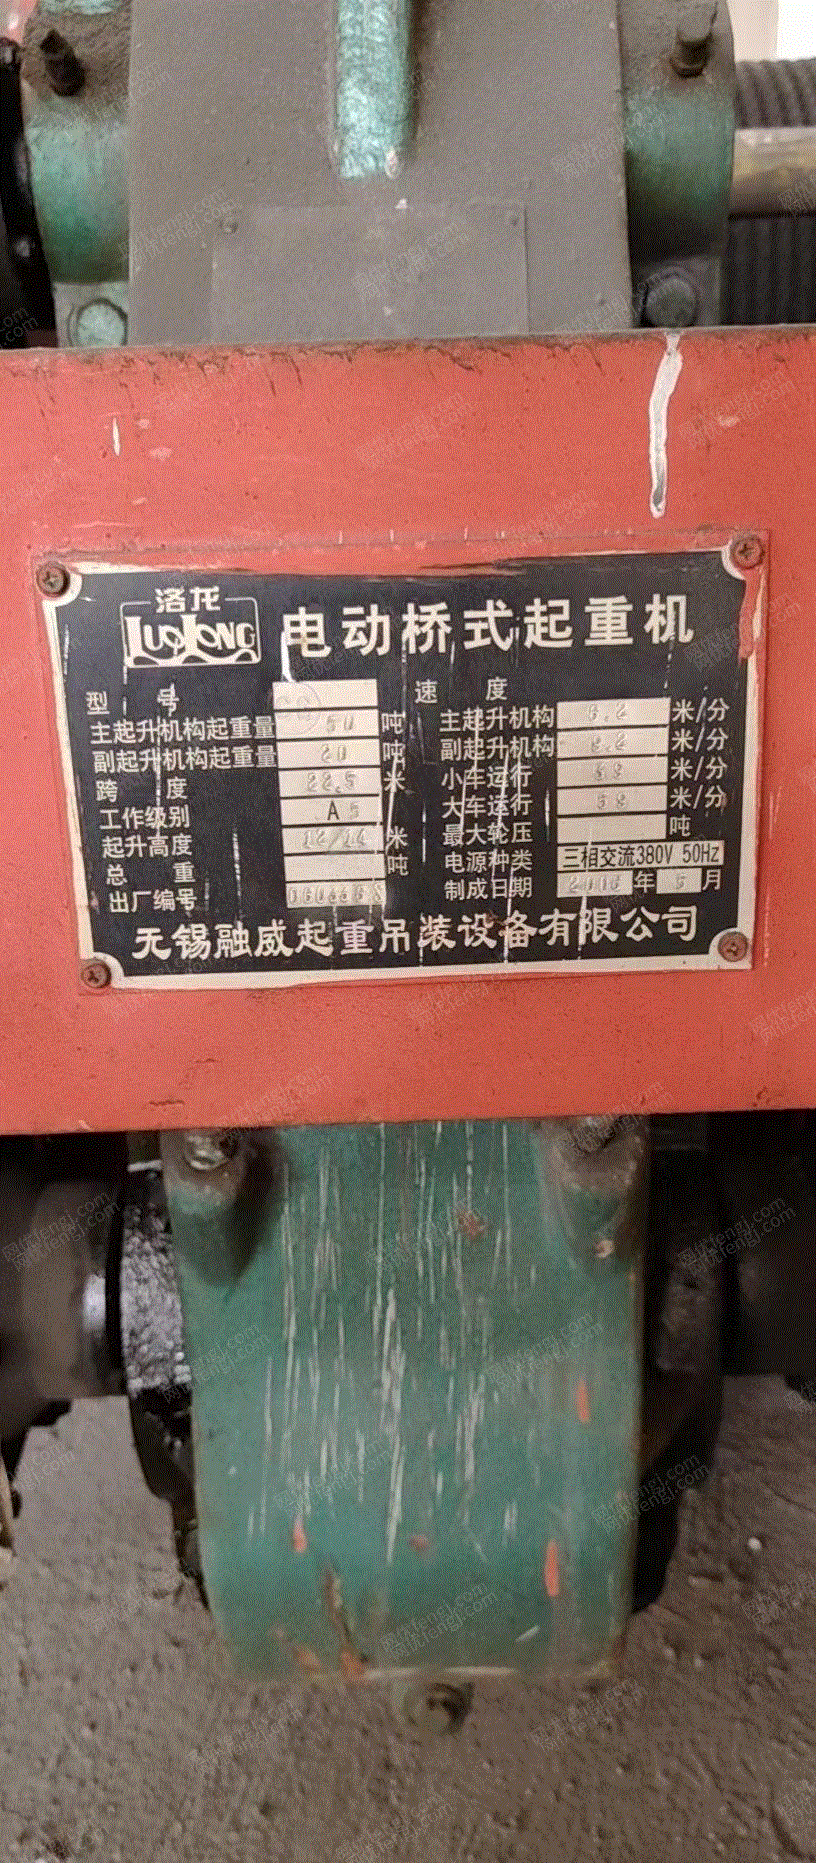 洛龙
LUOLONG
电动桥式起重机
型 号
主起升机构起重量 50 吨
副起升机构起重量 20 吨
跨 度 22.5 米
工作级别 A5
起升高度 12/14 米
总 重 吨
出厂编号
速 度
主起升机构 米/分
副起升机构 米/分
小车运行 米/分
大车运行 米/分
最大轮压 吨
电源种类 三相交流380V 50Hz
制成日期 年 5 月
无锡融威起重吊装设备有限公司